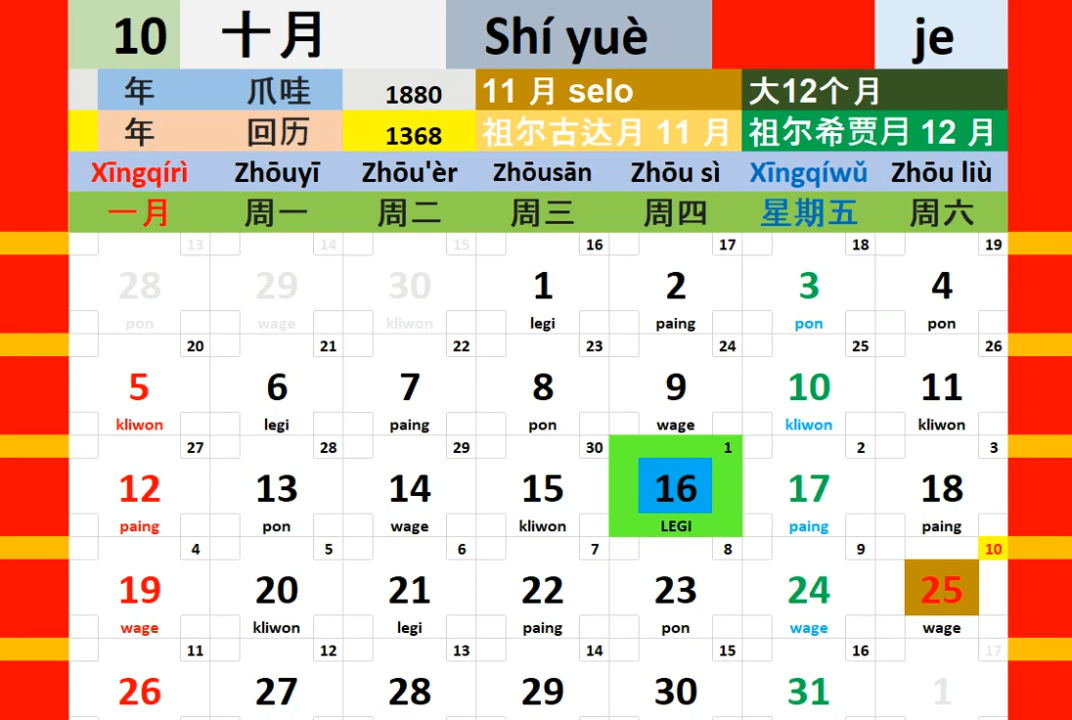 10 十月 Shí yuè je
年 爪哇 1880 11 月 selo 大12个月
年 回历 1368 祖尔古达月 11 月 祖尔希贾月 12 月
Xīngqírì Zhōuyī Zhōu'èr Zhōusān Zhōu sì Xīngqíwǔ Zhōu liù
一月 周一 周二 周三 周四 星期五 周六
13 14 15 16 17 18 19
28 29 30 1 2 3 4
pon wage kliwon legi paing pon pon
20 21 22 23 24 25 26
5 6 7 8 9 10 11
kliwon legi paing pon wage kliwon kliwon
27 28 29 30 1 2 3
12 13 14 15 16 17 18
paing pon wage kliwon LEGI paing paing
4 5 6 7 8 9 10
19 20 21 22 23 24 25
wage kliwon legi paing pon wage wage
11 12 13 14 15 16 17
26 27 28 29 30 31 1